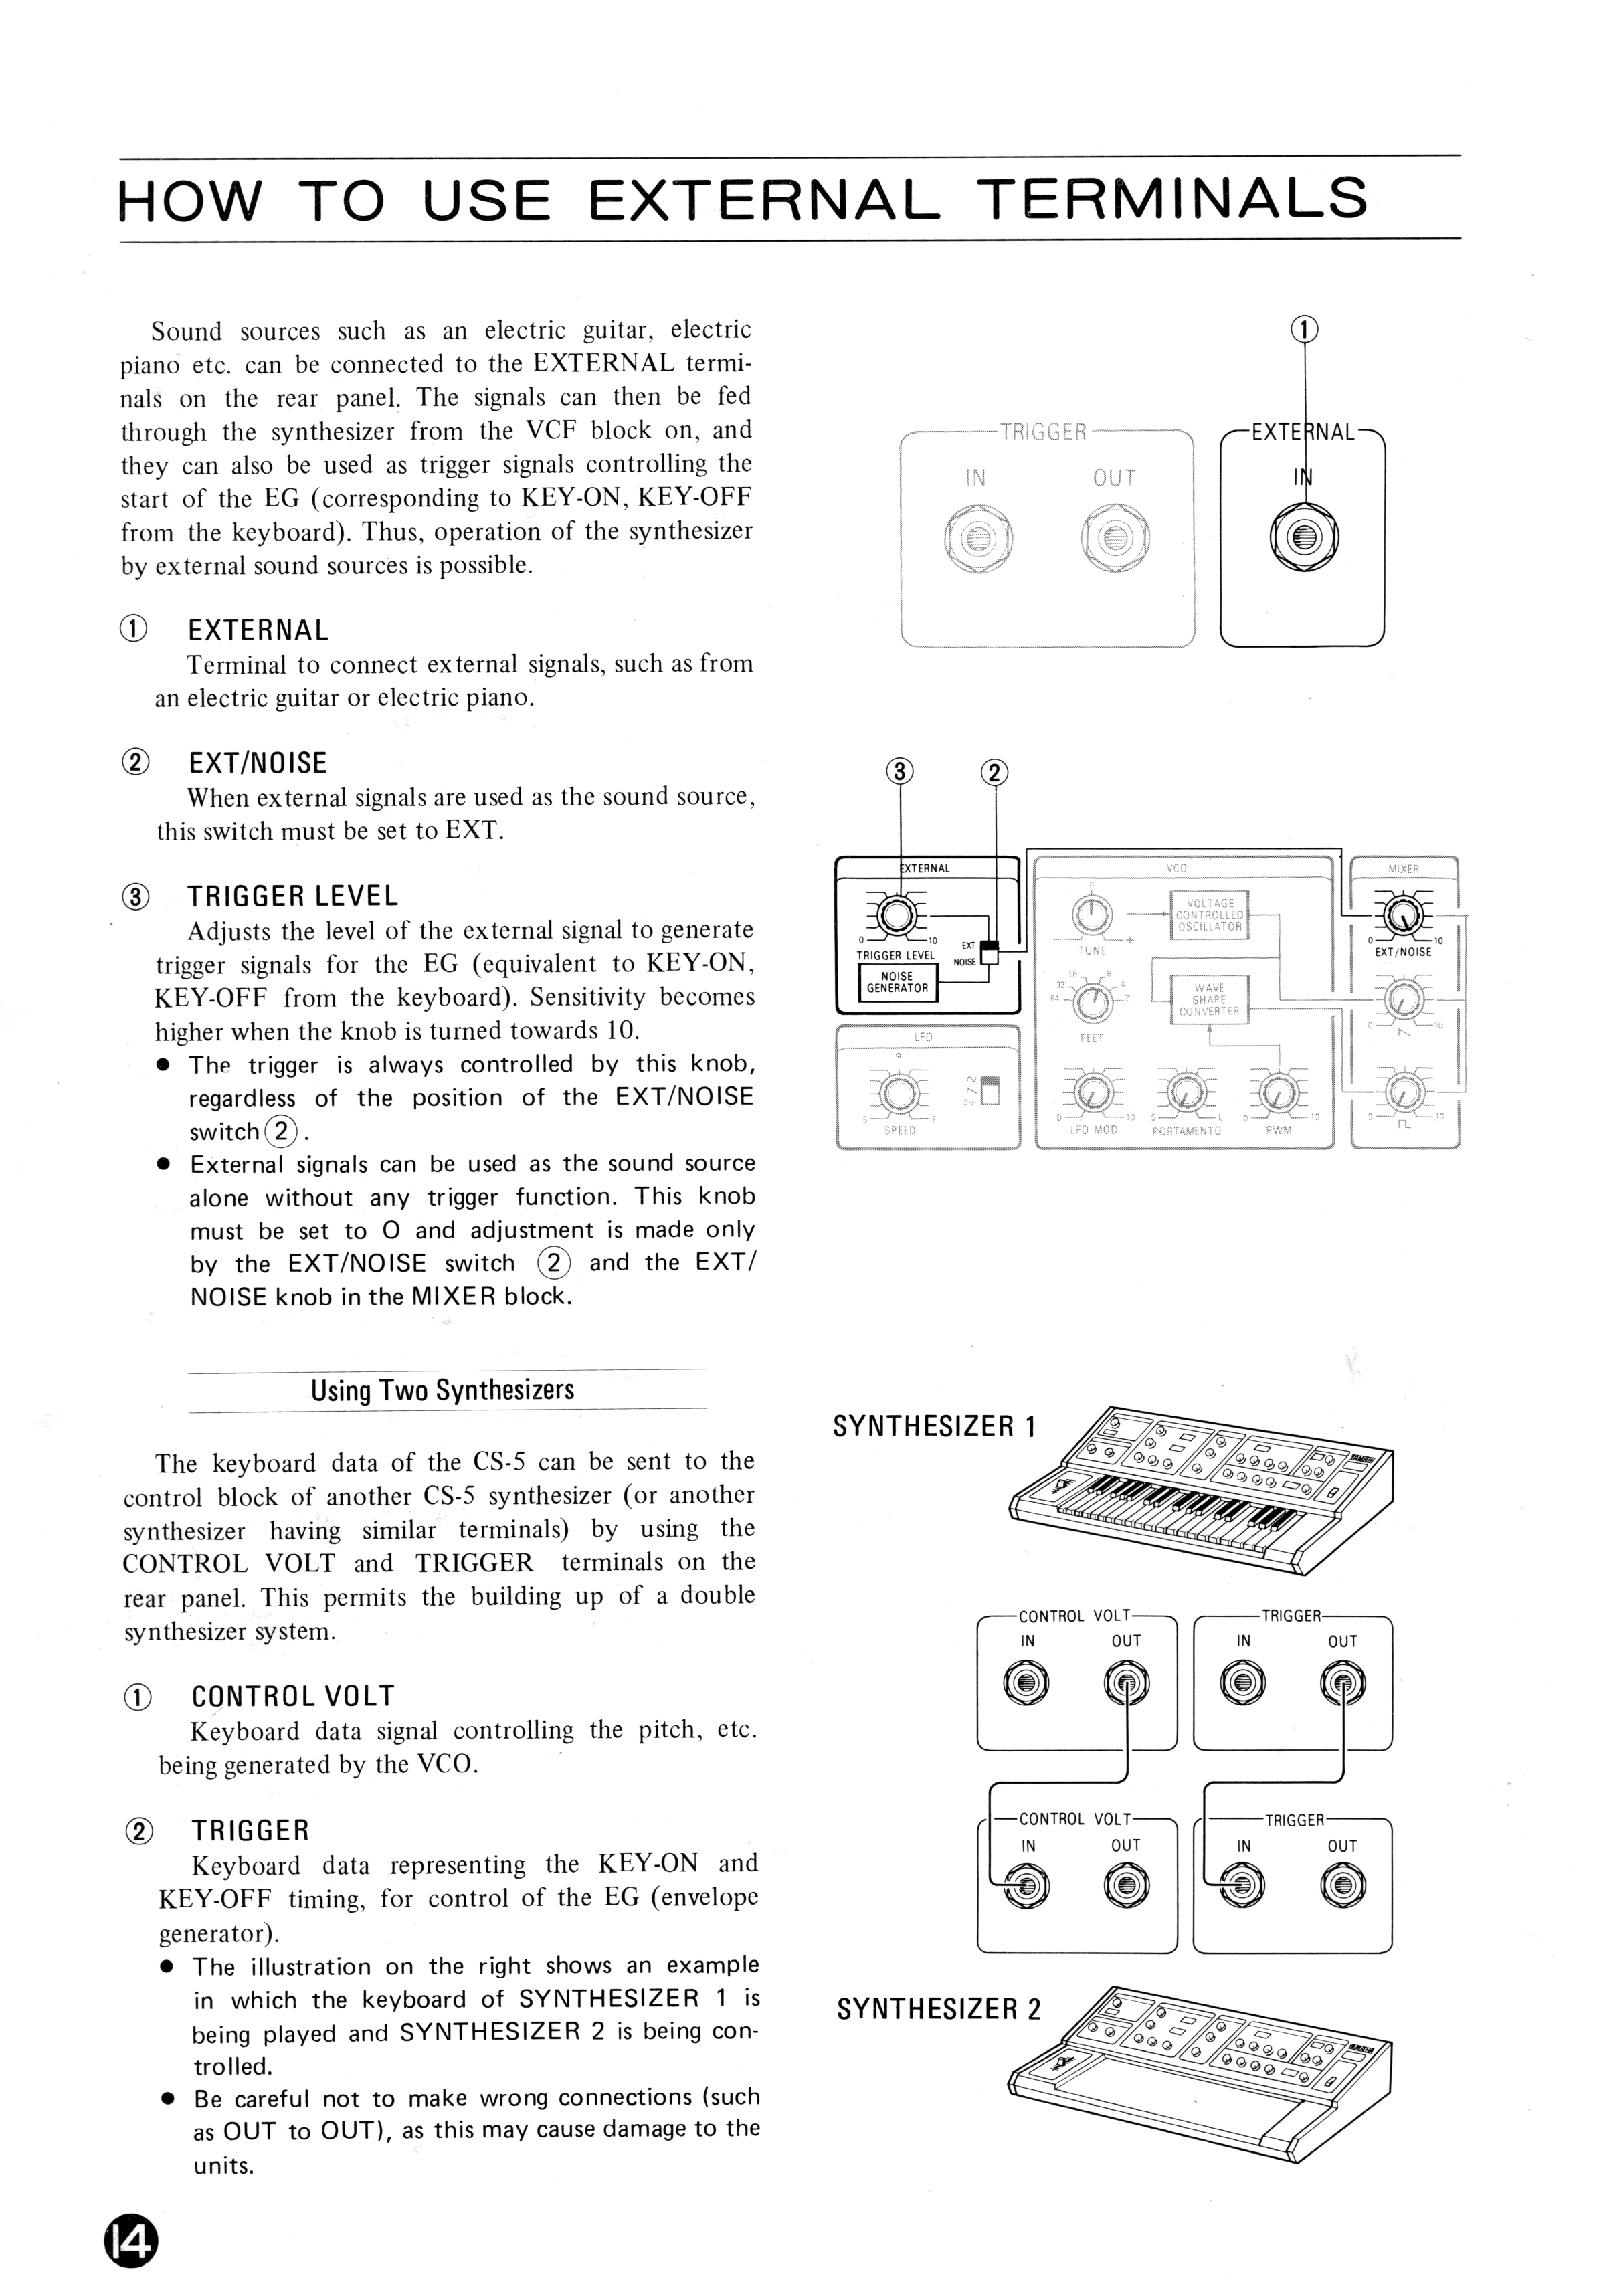 HOW TO USE EXTERNAL TERMINALS
Sound sources such as an electric guitar, electric
piano etc. can be connected to the EXTERNAL termi-
nals on the rear panel. The signals can then be fed
through the synthesizer from the VCF block on, and
they can also be used as trigger signals controlling the
start of the EG (corresponding to KEY-ON, KEY-OFF
from the keyboard). Thus, operation of the synthesizer
by external sound sources is possible.
① EXTERNAL
Terminal to connect external signals, such as from
an electric guitar or electric piano.
② EXT/NOISE
When external signals are used as the sound source,
this switch must be set to EXT.
③ TRIGGER LEVEL
Adjusts the level of the external signal to generate
trigger signals for the EG (equivalent to KEY-ON,
KEY-OFF from the keyboard). Sensitivity becomes
higher when the knob is turned towards 10.
● The trigger is always controlled by this knob,
regardless of the position of the EXT/NOISE
switch ② .
● External signals can be used as the sound source
alone without any trigger function. This knob
must be set to O and adjustment is made only
by the EXT/NOISE switch ② and the EXT/
NOISE knob in the MIXER block.
①
TRIGGER
IN OUT
EXTERNAL
IN
③ ②
EXTERNAL
0 10
TRIGGER LEVEL
EXT
NOISE
NOISE
GENERATOR
LFO
0
S F
SPEED
S·H
VCO
0
− +
TUNE
VOLTAGE
CONTROLLED
OSCILLATOR
16' 8'
32' 4'
64' 2'
FEET
WAVE
SHAPE
CONVERTER
0 10
LFO MOD
S L
PORTAMENTO
0 10
PWM
MIXER
0 10
EXT/NOISE
0 10
0 10
Using Two Synthesizers
The keyboard data of the CS-5 can be sent to the
control block of another CS-5 synthesizer (or another
synthesizer having similar terminals) by using the
CONTROL VOLT and TRIGGER terminals on the
rear panel. This permits the building up of a double
synthesizer system.
① CONTROL VOLT
Keyboard data signal controlling the pitch, etc.
being generated by the VCO.
② TRIGGER
Keyboard data representing the KEY-ON and
KEY-OFF timing, for control of the EG (envelope
generator).
● The illustration on the right shows an example
in which the keyboard of SYNTHESIZER 1 is
being played and SYNTHESIZER 2 is being con-
trolled.
● Be careful not to make wrong connections (such
as OUT to OUT), as this may cause damage to the
units.
SYNTHESIZER 1
YAMAHA
CONTROL VOLT
IN OUT
TRIGGER
IN OUT
CONTROL VOLT
IN OUT
TRIGGER
IN OUT
SYNTHESIZER 2
YAMAHA
14